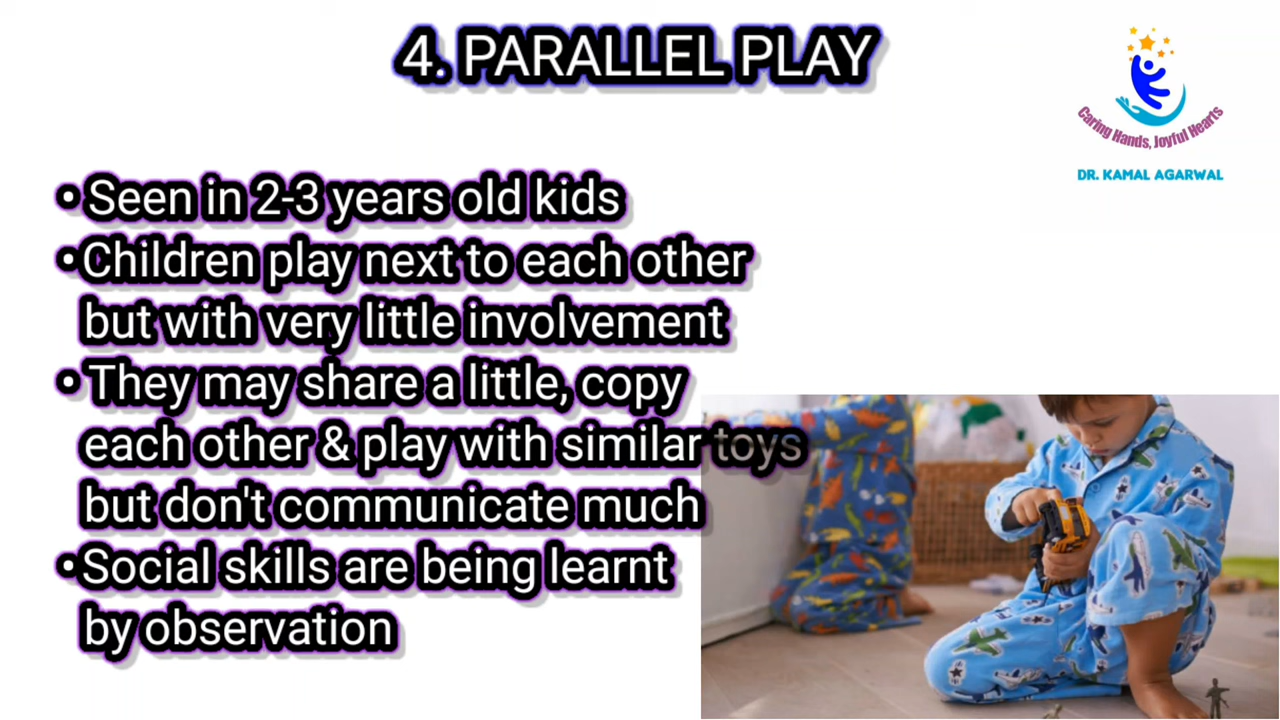 4. PARALLEL PLAY
Caring Hands, Joyful Hearts
DR. KAMAL AGARWAL
• Seen in 2-3 years old kids
•Children play next to each other
but with very little involvement
• They may share a little, copy
each other & play with similar toys
but don't communicate much
•Social skills are being learnt
by observation